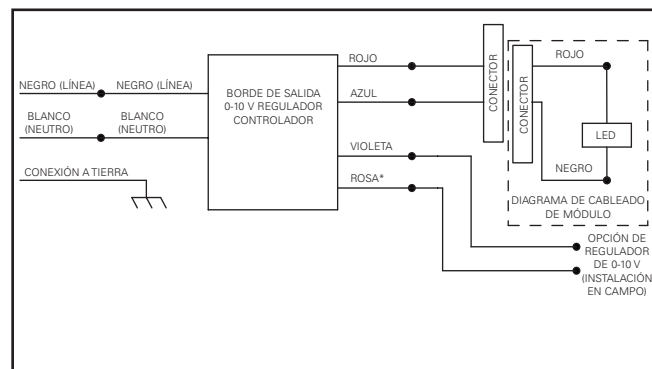 NEGRO (LÍNEA)
NEGRO (LÍNEA)
BLANCO
(NEUTRO)
BLANCO
(NEUTRO)
CONEXIÓN A TIERRA
BORDE DE SALIDA
0-10 V REGULADOR
CONTROLADOR
ROJO
AZUL
VIOLETA
ROSA*
CONECTOR
CONECTOR
ROJO
LED
NEGRO
DIAGRAMA DE CABLEADO
DE MÓDULO
OPCIÓN DE
REGULADOR
DE 0-10 V
(INSTALACIÓN
EN CAMPO)